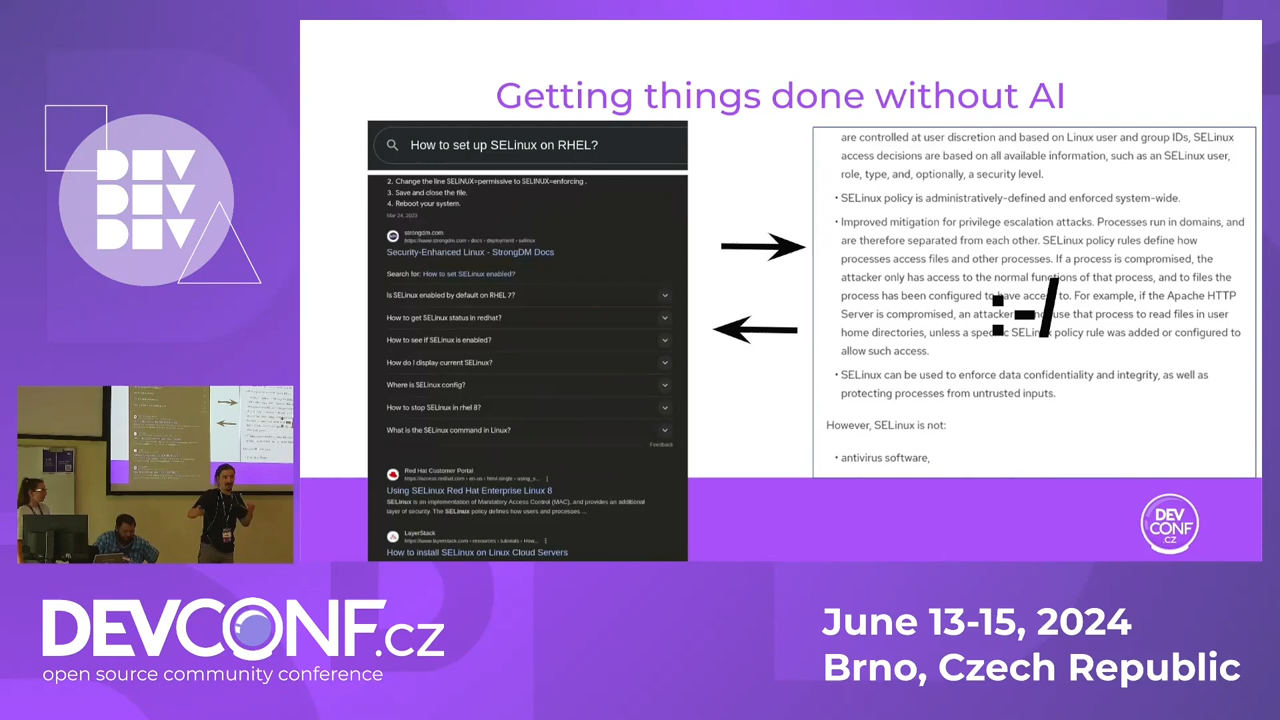 DEV
DEV
DEV
Getting things done without AI
How to set up SELinux on RHEL?
2. Change the line SELINUX=permissive to SELINUX=enforcing .
3. Save and close the file.
4. Reboot your system.
Mar 24, 2023
strongdm.com
https://www.strongdm.com › docs › deployment › selinux
Security-Enhanced Linux - StrongDM Docs
Search for: How to set SELinux enabled?
Is SELinux enabled by default on RHEL 7?
How to get SELinux status in redhat?
How to see if SELinux is enabled?
How do I display current SELinux?
Where is SELinux config?
How to stop SELinux in rhel 8?
What is the SELinux command in Linux?
Feedback
Red Hat Customer Portal
https://access.redhat.com › en-us › html-single › using_s...
Using SELinux Red Hat Enterprise Linux 8
SELinux is an implementation of Mandatory Access Control (MAC), and provides an additional
layer of security. The SELinux policy defines how users and processes ...
LayerStack
https://www.layerstack.com › resources › tutorials › How...
How to install SELinux on Linux Cloud Servers
are controlled at user discretion and based on Linux user and group IDs, SELinux
access decisions are based on all available information, such as an SELinux user,
role, type, and, optionally, a security level.
• SELinux policy is administratively-defined and enforced system-wide.
• Improved mitigation for privilege escalation attacks. Processes run in domains, and
are therefore separated from each other. SELinux policy rules define how
processes access files and other processes. If a process is compromised, the
attacker only has access to the normal functions of that process, and to files the
process has been configured to have access to. For example, if the Apache HTTP
Server is compromised, an attacker use that process to read files in user
home directories, unless a specific SELinux policy rule was added or configured to
allow such access.
:-/
• SELinux can be used to enforce data confidentiality and integrity, as well as
protecting processes from untrusted inputs.
However, SELinux is not:
• antivirus software,
DEV
CONF
.CZ
DEVCONF.cz
open source community conference
June 13-15, 2024
Brno, Czech Republic